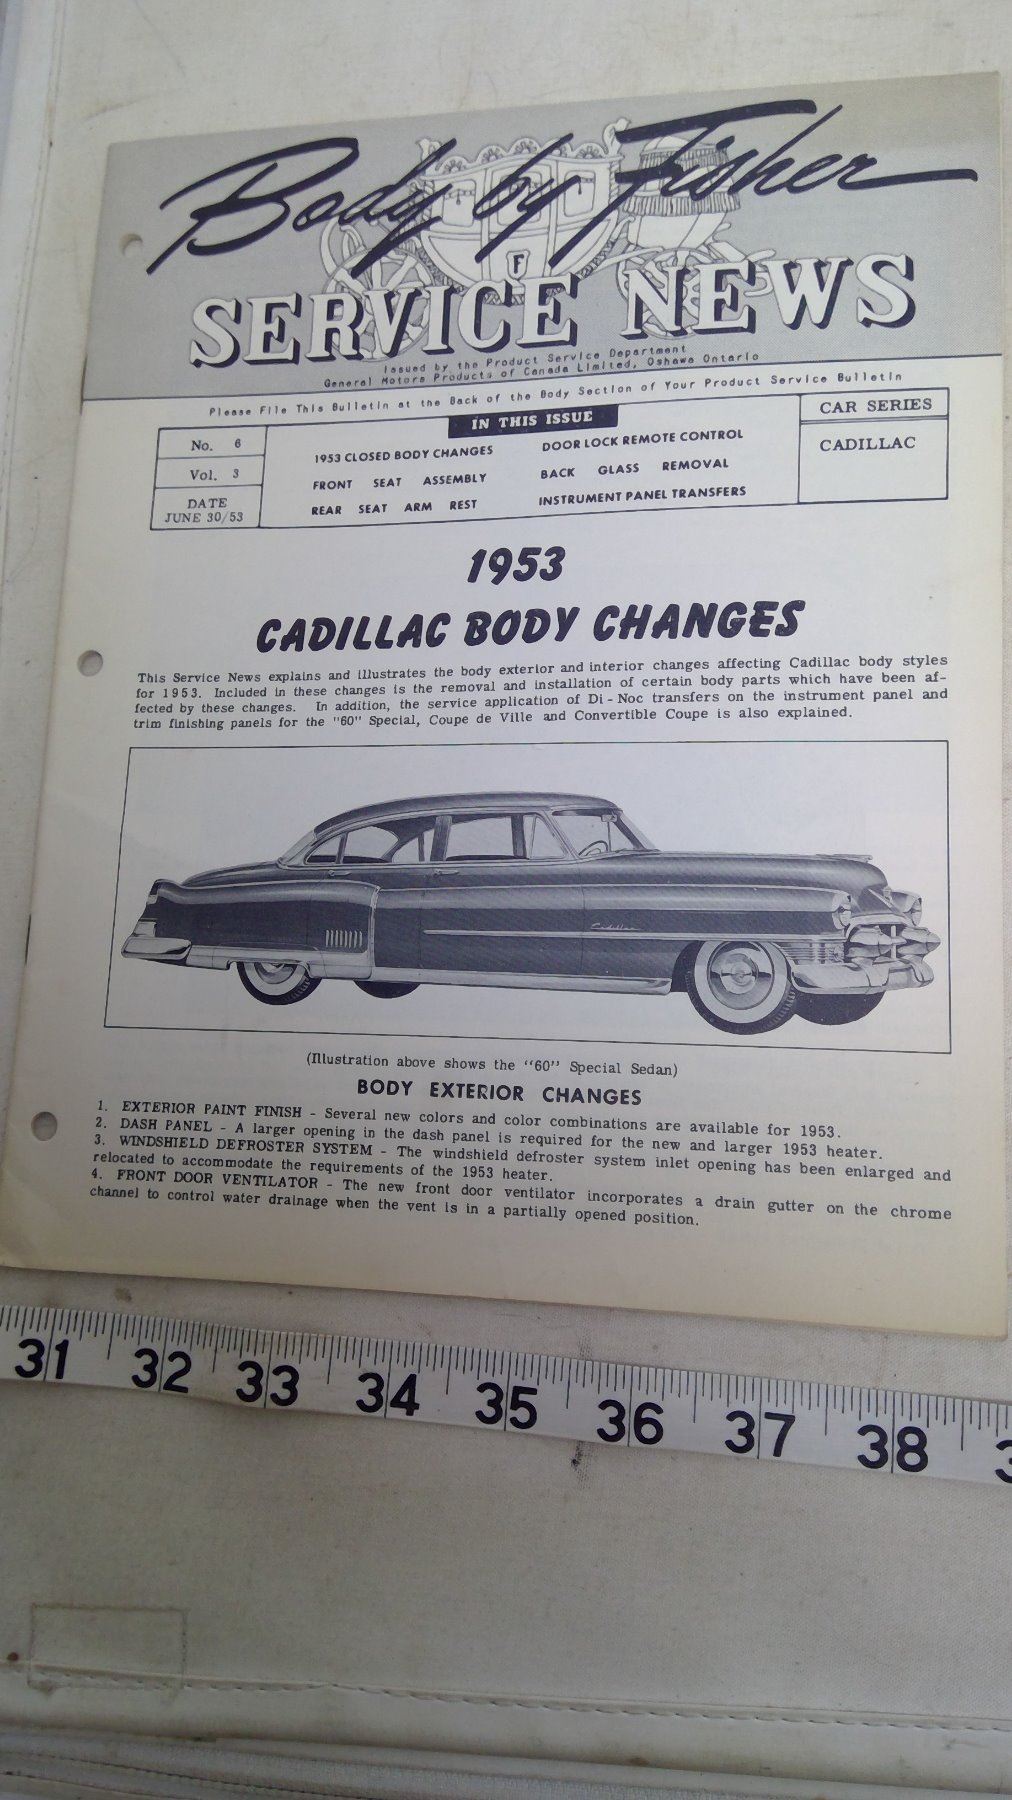 Body by Fisher
F
SERVICE NEWS
Issued by the Product Service Department
General Motors Products of Canada Limited, Oshawa Ontario
Please File This Bulletin at the Back of the Body Section of Your Product Service Bulletin
No. 6
Vol. 3
DATE
JUNE 30/53
IN THIS ISSUE
1953 CLOSED BODY CHANGES
FRONT SEAT ASSEMBLY
REAR SEAT ARM REST
DOOR LOCK REMOTE CONTROL
BACK GLASS REMOVAL
INSTRUMENT PANEL TRANSFERS
CAR SERIES
CADILLAC
1953
CADILLAC BODY CHANGES
This Service News explains and illustrates the body exterior and interior changes affecting Cadillac body styles
for 1953. Included in these changes is the removal and installation of certain body parts which have been af-
fected by these changes. In addition, the service application of Di-Noc transfers on the instrument panel and
trim finishing panels for the "60" Special, Coupe de Ville and Convertible Coupe is also explained.
Cadillac
(Illustration above shows the "60" Special Sedan)
BODY EXTERIOR CHANGES
1. EXTERIOR PAINT FINISH - Several new colors and color combinations are available for 1953.
2. DASH PANEL - A larger opening in the dash panel is required for the new and larger 1953 heater.
3. WINDSHIELD DEFROSTER SYSTEM - The windshield defroster system inlet opening has been enlarged and
relocated to accommodate the requirements of the 1953 heater.
4. FRONT DOOR VENTILATOR - The new front door ventilator incorporates a drain gutter on the chrome
channel to control water drainage when the vent is in a partially opened position.
31 32 33 34 35 36 37 38 3